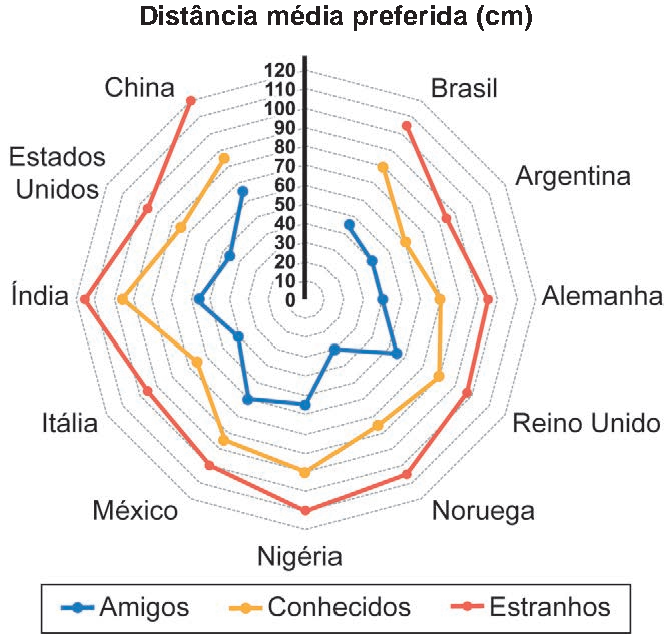 Distância média preferida (cm)
120
110
100
90
80
70
60
50
40
30
20
10
0
China
Brasil
Estados
Unidos
Argentina
Índia
Alemanha
Itália
Reino Unido
México
Noruega
Nigéria
Amigos
Conhecidos
Estranhos